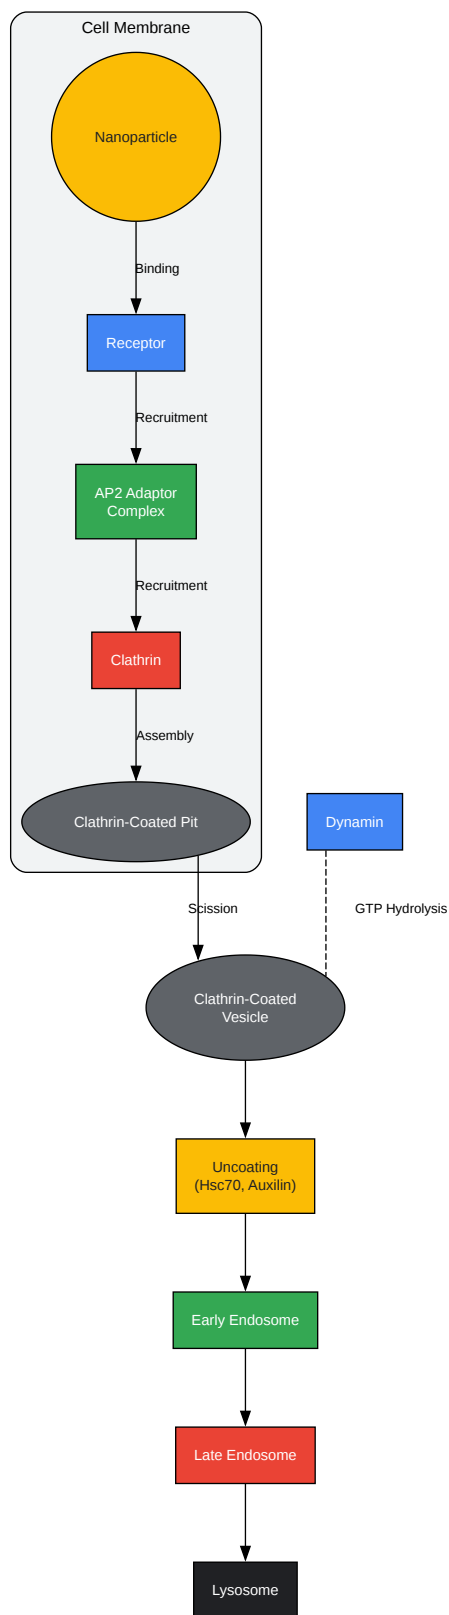 Cell Membrane
Nanoparticle
Binding
Receptor
Recruitment
AP2 Adaptor
Complex
Recruitment
Clathrin
Assembly
Clathrin-Coated Pit
Dynamin
Scission
GTP Hydrolysis
Clathrin-Coated
Vesicle
Uncoating
(Hsc70, Auxilin)
Early Endosome
Late Endosome
Lysosome